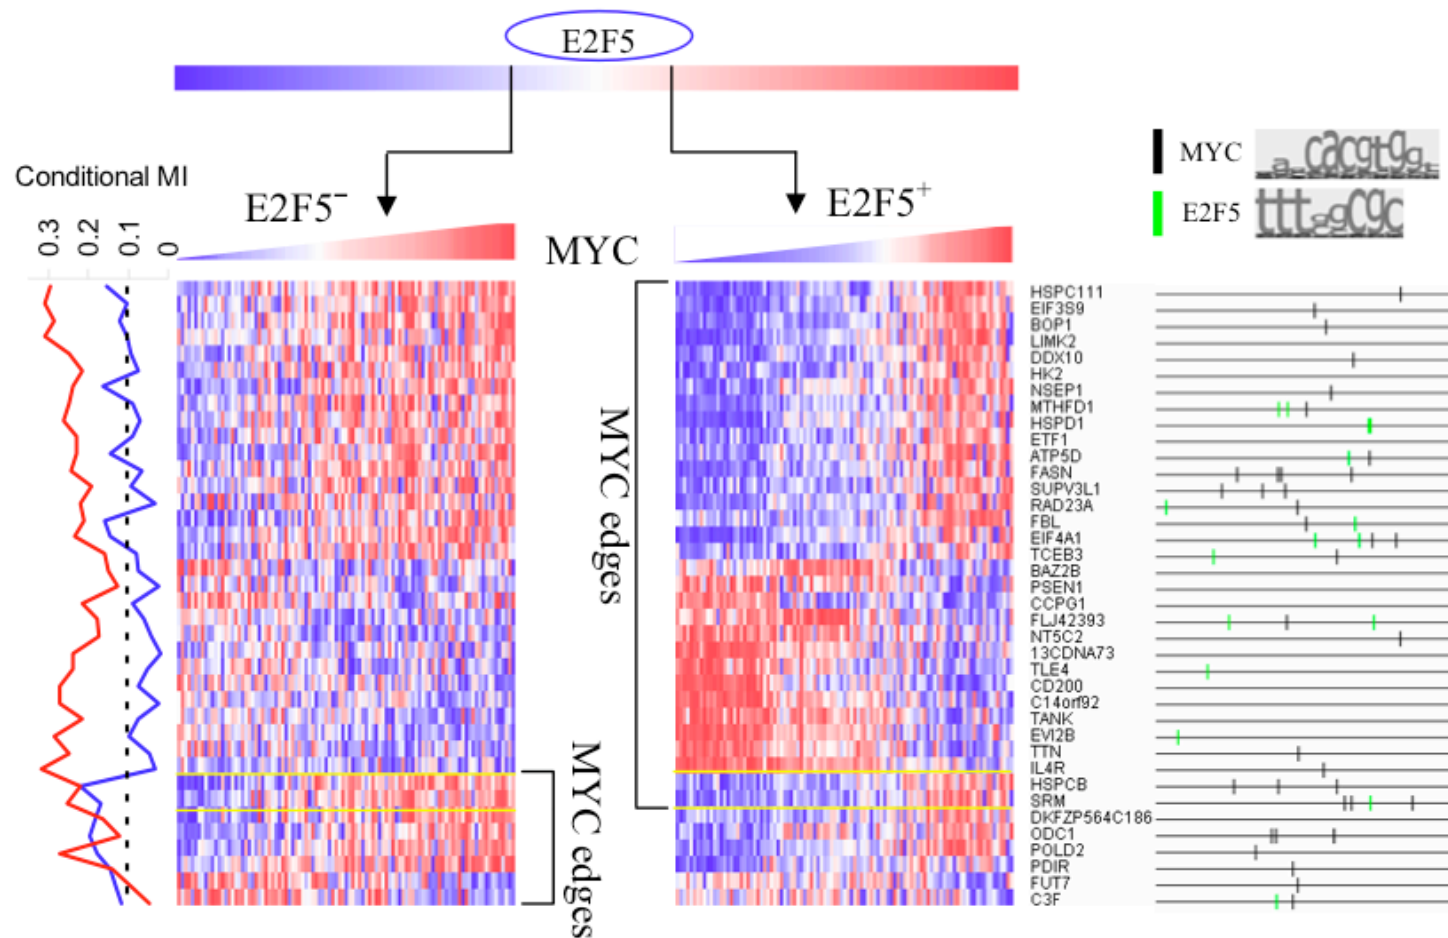 E2F5
MYC
cacgtg
E2F5
tttggcgc
Conditional MI
E2F5⁻
E2F5⁺
MYC
0.3
0.2
0.1
0
MYC edges
MYC edges
HSPC111
EIF3S9
BOP1
LIMK2
DDX10
HK2
NSEP1
MTHFD1
HSPD1
ETF1
ATP5D
FASN
SUPV3L1
RAD23A
FBL
EIF4A1
TCEB3
BAZ2B
PSEN1
CCPG1
FLJ42393
NT5C2
13CDNA73
TLE4
CD200
C14orf92
TANK
EVI2B
TTN
IL4R
HSPCB
SRM
DKFZP564C186
ODC1
POLD2
PDIR
FUT7
C3F